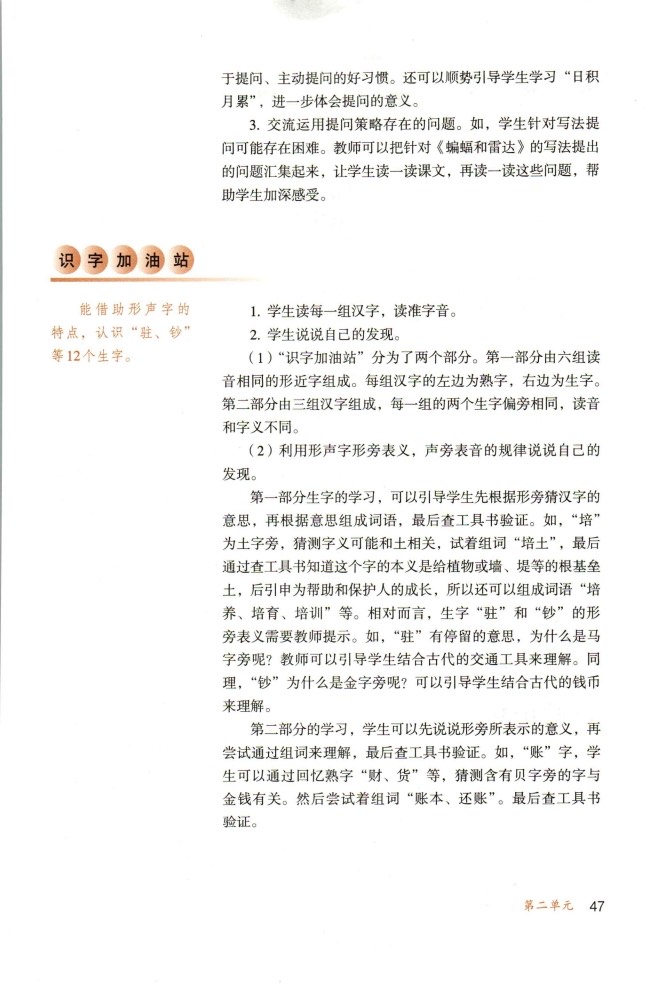 于提问、主动提问的好习惯。还可以顺势引导学生学习“日积
月累”，进一步体会提问的意义。
3. 交流运用提问策略存在的问题。如，学生针对写法提
问可能存在困难。教师可以把针对《蝙蝠和雷达》的写法提出
的问题汇集起来，让学生读一读课文，再读一读这些问题，帮
助学生加深感受。
识字加油站
能借助形声字的
特点，认识“驻、钞”
等12个生字。
1. 学生读每一组汉字，读准字音。
2. 学生说说自己的发现。
（1）“识字加油站”分为了两个部分。第一部分由六组读
音相同的形近字组成。每组汉字的左边为熟字，右边为生字。
第二部分由三组汉字组成，每一组的两个生字偏旁相同，读音
和字义不同。
（2）利用形声字形旁表义，声旁表音的规律说说自己的
发现。
第一部分生字的学习，可以引导学生先根据形旁猜汉字的
意思，再根据意思组成词语，最后查工具书验证。如，“培”
为土字旁，猜测字义可能和土相关，试着组词“培土”，最后
通过查工具书知道这个字的本义是给植物或墙、堤等的根基垒
土，后引申为帮助和保护人的成长，所以还可以组成词语“培
养、培育、培训”等。相对而言，生字“驻”和“钞”的形
旁表义需要教师提示。如，“驻”有停留的意思，为什么是马
字旁呢？教师可以引导学生结合古代的交通工具来理解。同
理，“钞”为什么是金字旁呢？可以引导学生结合古代的钱币
来理解。
第二部分的学习，学生可以先说说形旁所表示的意义，再
尝试通过组词来理解，最后查工具书验证。如，“账”字，学
生可以通过回忆熟字“财、货”等，猜测含有贝字旁的字与
金钱有关。然后尝试着组词“账本、还账”。最后查工具书
验证。
第二单元 47